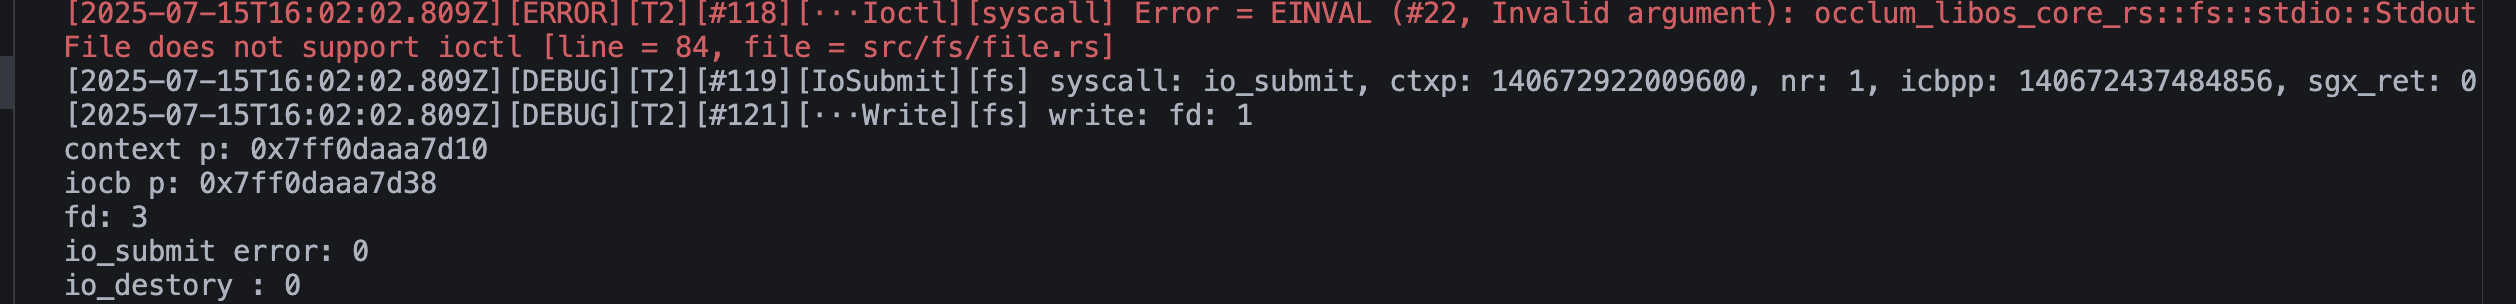 [2025-07-15T16:02:02.809Z][ERROR][T2][#118][···Ioctl][syscall] Error = EINVAL (#22, Invalid argument): occlum_libos_core_rs::fs::stdio::Stdout
File does not support ioctl [line = 84, file = src/fs/file.rs]
[2025-07-15T16:02:02.809Z][DEBUG][T2][#119][IoSubmit][fs] syscall: io_submit, ctxp: 140672922009600, nr: 1, icbpp: 140672437484856, sgx_ret: 0
[2025-07-15T16:02:02.809Z][DEBUG][T2][#121][···Write][fs] write: fd: 1
context p: 0x7ff0daaa7d10
iocb p: 0x7ff0daaa7d38
fd: 3
io_submit error: 0
io_destory : 0